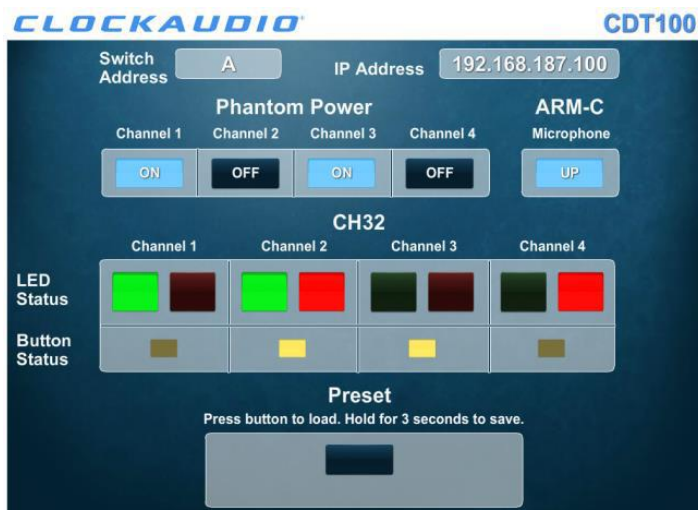 CLOCKAUDIO CDT100
Switch Address A IP Address 192.168.187.100
Phantom Power ARM-C
Channel 1 Channel 2 Channel 3 Channel 4 Microphone
ON OFF ON OFF UP
CH32
Channel 1 Channel 2 Channel 3 Channel 4
LED
Status
Button
Status
Preset
Press button to load. Hold for 3 seconds to save.